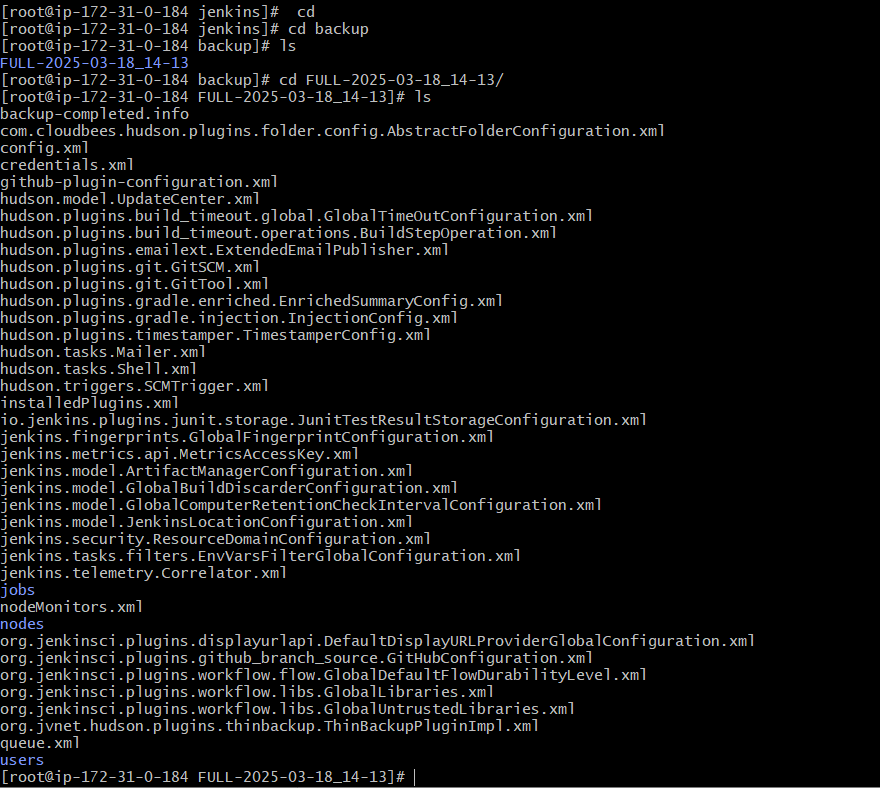 [root@ip-172-31-0-184 jenkins]#  cd
[root@ip-172-31-0-184 jenkins]# cd backup
[root@ip-172-31-0-184 backup]# ls
FULL-2025-03-18_14-13
[root@ip-172-31-0-184 backup]# cd FULL-2025-03-18_14-13/
[root@ip-172-31-0-184 FULL-2025-03-18_14-13]# ls
backup-completed.info
com.cloudbees.hudson.plugins.folder.config.AbstractFolderConfiguration.xml
config.xml
credentials.xml
github-plugin-configuration.xml
hudson.model.UpdateCenter.xml
hudson.plugins.build_timeout.global.GlobalTimeOutConfiguration.xml
hudson.plugins.build_timeout.operations.BuildStepOperation.xml
hudson.plugins.emailext.ExtendedEmailPublisher.xml
hudson.plugins.git.GitSCM.xml
hudson.plugins.git.GitTool.xml
hudson.plugins.gradle.enriched.EnrichedSummaryConfig.xml
hudson.plugins.gradle.injection.InjectionConfig.xml
hudson.plugins.timestamper.TimestamperConfig.xml
hudson.tasks.Mailer.xml
hudson.tasks.Shell.xml
hudson.triggers.SCMTrigger.xml
installedPlugins.xml
io.jenkins.plugins.junit.storage.JunitTestResultStorageConfiguration.xml
jenkins.fingerprints.GlobalFingerprintConfiguration.xml
jenkins.metrics.api.MetricsAccessKey.xml
jenkins.model.ArtifactManagerConfiguration.xml
jenkins.model.GlobalBuildDiscarderConfiguration.xml
jenkins.model.GlobalComputerRetentionCheckIntervalConfiguration.xml
jenkins.model.JenkinsLocationConfiguration.xml
jenkins.security.ResourceDomainConfiguration.xml
jenkins.tasks.filters.EnvVarsFilterGlobalConfiguration.xml
jenkins.telemetry.Correlator.xml
jobs
nodeMonitors.xml
nodes
org.jenkinsci.plugins.displayurlapi.DefaultDisplayURLProviderGlobalConfiguration.xml
org.jenkinsci.plugins.github_branch_source.GitHubConfiguration.xml
org.jenkinsci.plugins.workflow.flow.GlobalDefaultFlowDurabilityLevel.xml
org.jenkinsci.plugins.workflow.libs.GlobalLibraries.xml
org.jenkinsci.plugins.workflow.libs.GlobalUntrustedLibraries.xml
org.jvnet.hudson.plugins.thinbackup.ThinBackupPluginImpl.xml
queue.xml
users
[root@ip-172-31-0-184 FULL-2025-03-18_14-13]#